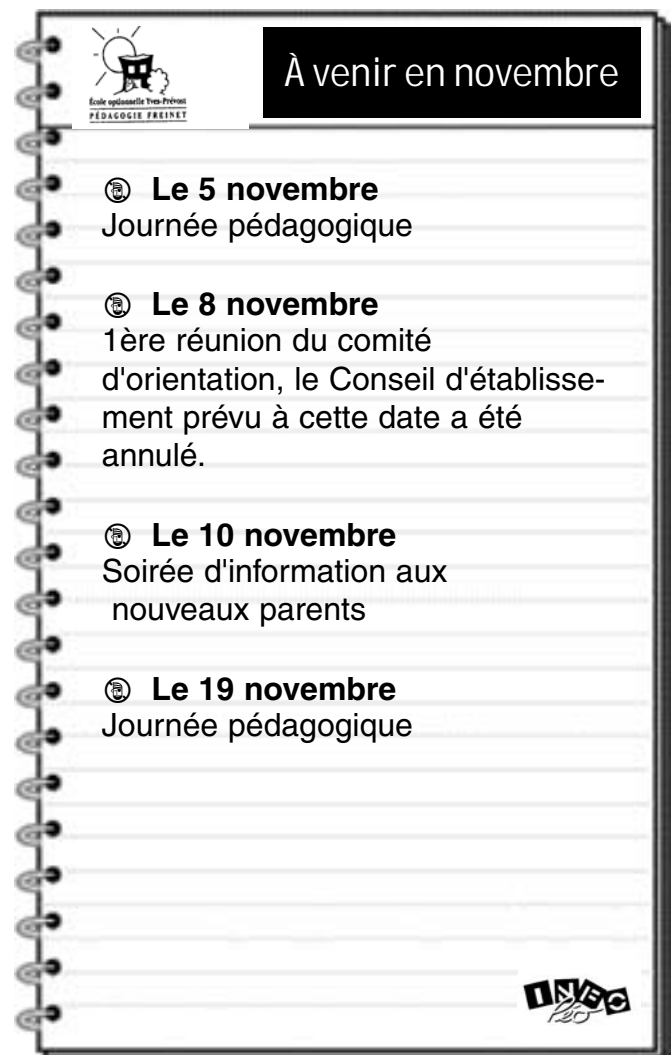 École optionnelle Yves-Prévost
PÉDAGOGIE FREINET
À venir en novembre
Le 5 novembre
Journée pédagogique
Le 8 novembre
1ère réunion du comité
d'orientation, le Conseil d'établisse-
ment prévu à cette date a été
annulé.
Le 10 novembre
Soirée d'information aux
nouveaux parents
Le 19 novembre
Journée pédagogique